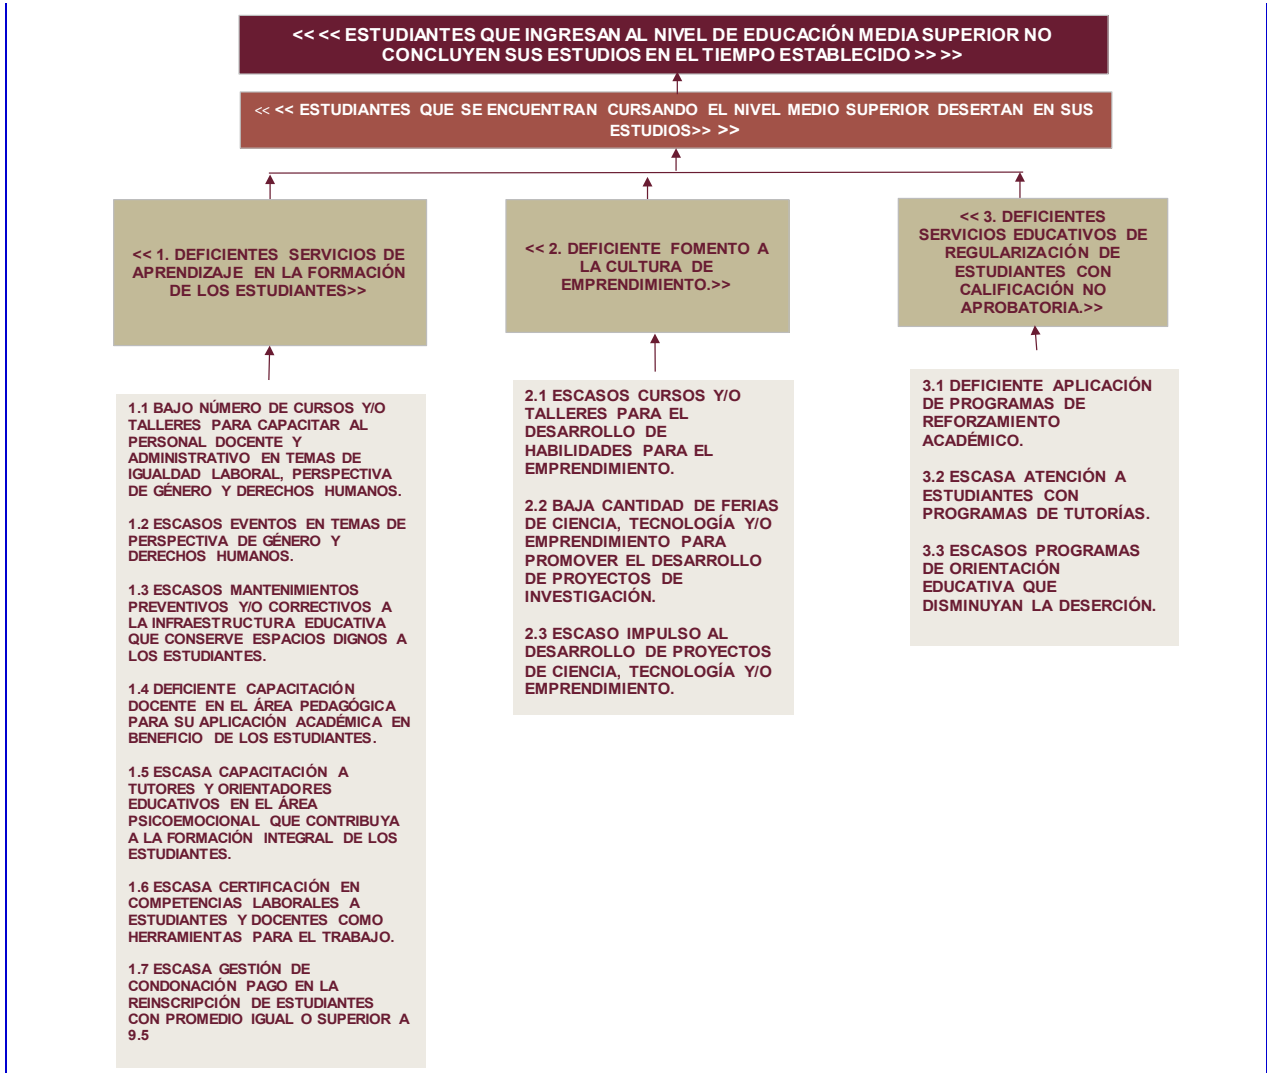 << << ESTUDIANTES QUE INGRESAN AL NIVEL DE EDUCACIÓN MEDIA SUPERIOR NO
CONCLUYEN SUS ESTUDIOS EN EL TIEMPO ESTABLECIDO >> >>
<< << ESTUDIANTES QUE SE ENCUENTRAN CURSANDO EL NIVEL MEDIO SUPERIOR DESERTAN EN SUS
ESTUDIOS>> >>
<< 1. DEFICIENTES SERVICIOS DE
APRENDIZAJE EN LA FORMACIÓN
DE LOS ESTUDIANTES>>
<< 2. DEFICIENTE FOMENTO A
LA CULTURA DE
EMPRENDIMIENTO.>>
<< 3. DEFICIENTES
SERVICIOS EDUCATIVOS DE
REGULARIZACIÓN DE
ESTUDIANTES CON
CALIFICACIÓN NO
APROBATORIA.>>
1.1 BAJO NÚMERO DE CURSOS Y/O
TALLERES PARA CAPACITAR AL
PERSONAL DOCENTE Y
ADMINISTRATIVO EN TEMAS DE
IGUALDAD LABORAL, PERSPECTIVA
DE GÉNERO Y DERECHOS HUMANOS.
1.2 ESCASOS EVENTOS EN TEMAS DE
PERSPECTIVA DE GÉNERO Y
DERECHOS HUMANOS.
1.3 ESCASOS MANTENIMIENTOS
PREVENTIVOS Y/O CORRECTIVOS A
LA INFRAESTRUCTURA EDUCATIVA
QUE CONSERVE ESPACIOS DIGNOS A
LOS ESTUDIANTES.
1.4 DEFICIENTE CAPACITACIÓN
DOCENTE EN EL ÁREA PEDAGÓGICA
PARA SU APLICACIÓN ACADÉMICA EN
BENEFICIO DE LOS ESTUDIANTES.
1.5 ESCASA CAPACITACIÓN A
TUTORES Y ORIENTADORES
EDUCATIVOS EN EL ÁREA
PSICOEMOCIONAL QUE CONTRIBUYA
A LA FORMACIÓN INTEGRAL DE LOS
ESTUDIANTES.
1.6 ESCASA CERTIFICACIÓN EN
COMPETENCIAS LABORALES A
ESTUDIANTES Y DOCENTES COMO
HERRAMIENTAS PARA EL TRABAJO.
1.7 ESCASA GESTIÓN DE
CONDONACIÓN PAGO EN LA
REINSCRIPCIÓN DE ESTUDIANTES
CON PROMEDIO IGUAL O SUPERIOR A
9.5
2.1 ESCASOS CURSOS Y/O
TALLERES PARA EL
DESARROLLO DE
HABILIDADES PARA EL
EMPRENDIMIENTO.
2.2 BAJA CANTIDAD DE FERIAS
DE CIENCIA, TECNOLOGÍA Y/O
EMPRENDIMIENTO PARA
PROMOVER EL DESARROLLO
DE PROYECTOS DE
INVESTIGACIÓN.
2.3 ESCASO IMPULSO AL
DESARROLLO DE PROYECTOS
DE CIENCIA, TECNOLOGÍA Y/O
EMPRENDIMIENTO.
3.1 DEFICIENTE APLICACIÓN
DE PROGRAMAS DE
REFORZAMIENTO
ACADÉMICO.
3.2 ESCASA ATENCIÓN A
ESTUDIANTES CON
PROGRAMAS DE TUTORÍAS.
3.3 ESCASOS PROGRAMAS
DE ORIENTACIÓN
EDUCATIVA QUE
DISMINUYAN LA DESERCIÓN.